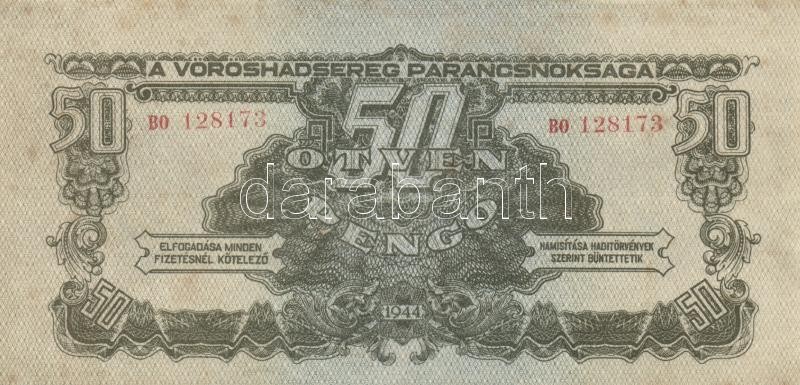 A VÖRÖSHADSEREG PARANCSNOKSÁGA
50 50 50
BO 128173 BO 128173
ÖTVEN
darabanth
PENGŐ
ELFOGADÁSA MINDEN
FIZETÉSNÉL KÖTELEZŐ
HAMISÍTÁSA HADITÖRVÉNYEK
SZERINT BÜNTETTETIK
50 1944 50